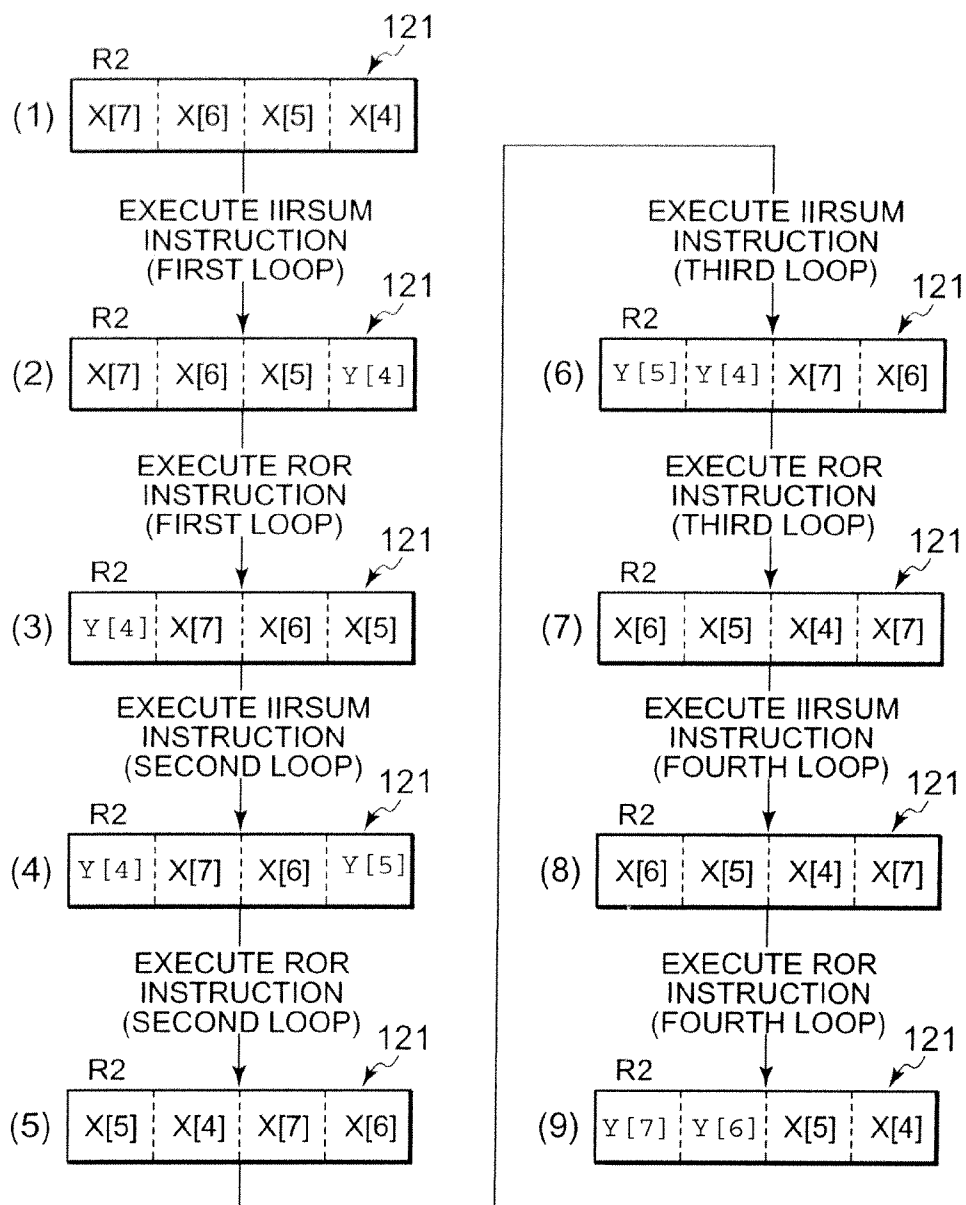 121
R2
(1) X[7] X[6] X[5] X[4]
EXECUTE IIRSUM
INSTRUCTION
(FIRST LOOP)
121
R2
(2) X[7] X[6] X[5] Y[4]
EXECUTE ROR
INSTRUCTION
(FIRST LOOP)
121
R2
(3) Y[4] X[7] X[6] X[5]
EXECUTE IIRSUM
INSTRUCTION
(SECOND LOOP)
121
R2
(4) Y[4] X[7] X[6] Y[5]
EXECUTE ROR
INSTRUCTION
(SECOND LOOP)
121
R2
(5) X[5] X[4] X[7] X[6]
EXECUTE IIRSUM
INSTRUCTION
(THIRD LOOP)
121
R2
(6) Y[5] Y[4] X[7] X[6]
EXECUTE ROR
INSTRUCTION
(THIRD LOOP)
121
R2
(7) X[6] X[5] X[4] X[7]
EXECUTE IIRSUM
INSTRUCTION
(FOURTH LOOP)
121
R2
(8) X[6] X[5] X[4] X[7]
EXECUTE ROR
INSTRUCTION
(FOURTH LOOP)
121
R2
(9) Y[7] Y[6] X[5] X[4]